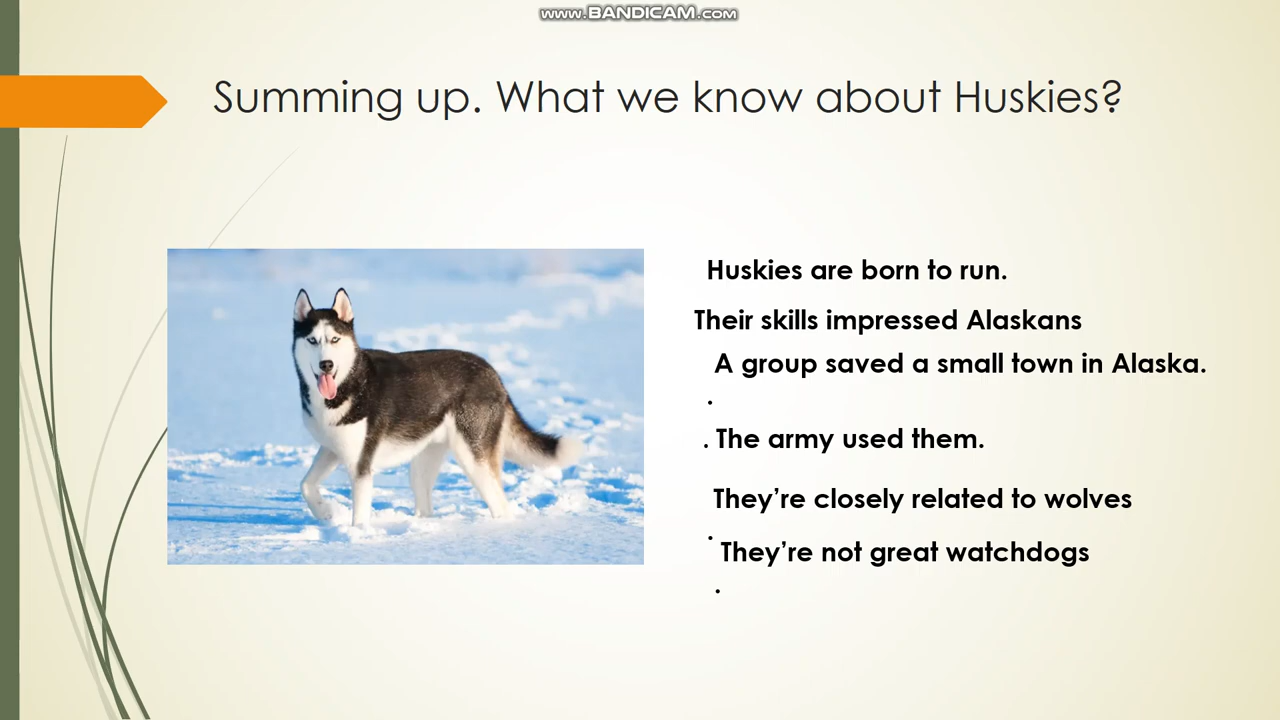 www.BANDICAM.com
Summing up. What we know about Huskies?
Huskies are born to run.
Their skills impressed Alaskans
A group saved a small town in Alaska.
.
. The army used them.
They’re closely related to wolves
.
They’re not great watchdogs
.